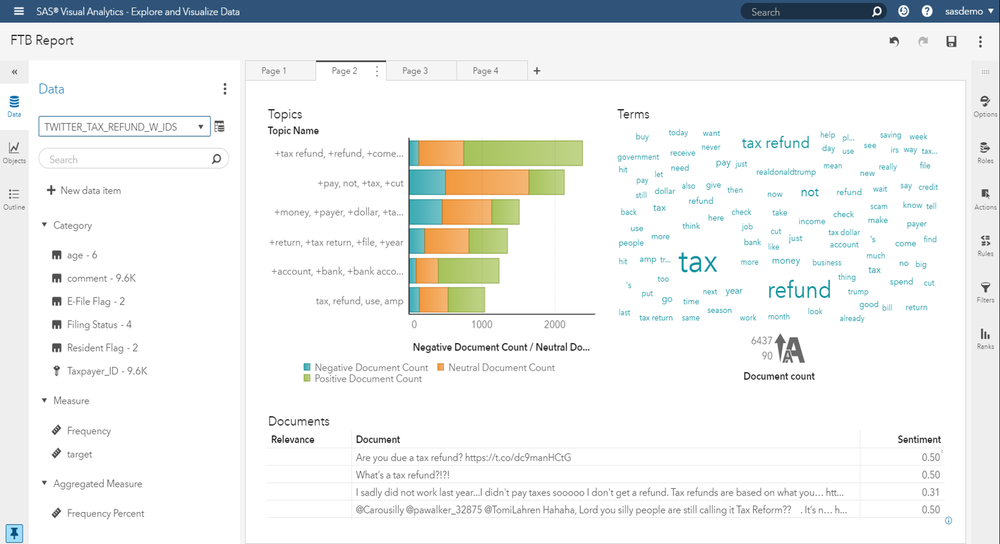 SAS® Visual Analytics - Explore and Visualize Data
Search
sasdemo
FTB Report
Page 1
Page 2
Page 3
Page 4
Data
Data
TWITTER_TAX_REFUND_W_IDS
Search
Objects
Outline
New data item
Category
age - 6
comment - 9.6K
E-File Flag - 2
Filing Status - 4
Resident Flag - 2
Taxpayer_ID - 9.6K
Measure
Frequency
target
Aggregated Measure
Frequency Percent
Topics
Topic Name
+tax refund, +refund, +come...
+pay, not, +tax, +cut
+money, +payer, +dollar, +ta...
+return, +tax return, +file, +year
+account, +bank, +bank acco...
tax, refund, use, amp
0 1000 2000
Negative Document Count / Neutral Do...
Negative Document Count
Neutral Document Count
Positive Document Count
Terms
buy today want tax refund help pl... saving week
government receive never day use see irs way tax...
hit let need pay just realdonaldtrump mean new really file
pay still dollar also give then now not refund wait say credit
back tax refund here check take income check scam know tell
use think job cut just tax dollar make payer
people more bank like account 's come find
hit amp tr... tax more money business much no big
's too thing tax spend cut
put go time next year refund trump good bill return
last tax return same season work month look already
6437
90
Document count
Documents
Relevance Document Sentiment
Are you due a tax refund? https://t.co/dc9manHCtG 0.50
What's a tax refund?!?! 0.50
I sadly did not work last year...I didn't pay taxes sooooo I don't get a refund. Tax refunds are based on what you... htt... 0.31
@Carousilly @pawalker_32875 @TomiLahren Hahaha, Lord you silly people are still calling it Tax Reform?? . It's n... h... 0.50
Options
Roles
Actions
Rules
Filters
Ranks